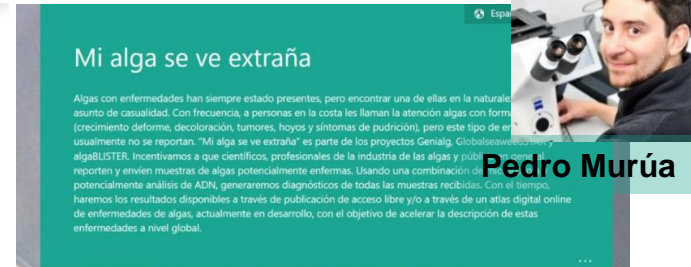 Espa
Mi alga se ve extraña
Algas con enfermedades han siempre estado presentes, pero encontrar una de ellas en la naturale
asunto de casualidad. Con frecuencia, a personas en la costa les llaman la atención algas con form
(crecimiento deforme, decoloración, tumores, hoyos y síntomas de pudrición), pero este tipo de en
usualmente no se reportan. "Mi alga se ve extraña" es parte de los proyectos Genialg, GlobalseaweedSTAR y
algaBLISTER. Incentivamos a que científicos, profesionales de la industria de las algas y público en general
reporten y envíen muestras de algas potencialmente enfermas. Usando una combinación de
potencialmente análisis de ADN, generaremos diagnósticos de todas las muestras recibidas. Con el tiempo,
haremos los resultados disponibles a través de publicación de acceso libre y/o a través de un atlas digital online
de enfermedades de algas, actualmente en desarrollo, con el objetivo de acelerar la descripción de estas
enfermedades a nivel global.
Pedro Murúa